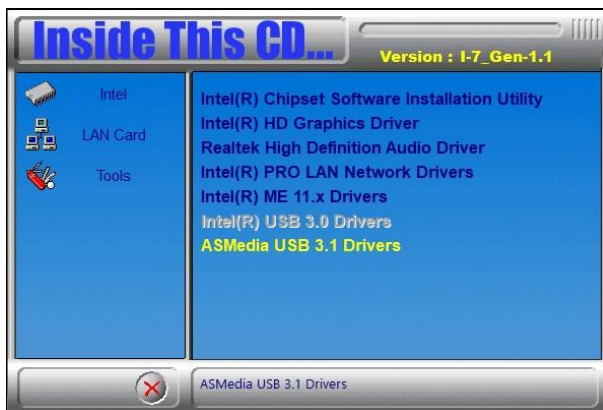 Inside This CD...
Version : I-7_Gen-1.1
Intel
LAN Card
Tools
Intel(R) Chipset Software Installation Utility
Intel(R) HD Graphics Driver
Realtek High Definition Audio Driver
Intel(R) PRO LAN Network Drivers
Intel(R) ME 11.x Drivers
Intel(R) USB 3.0 Drivers
ASMedia USB 3.1 Drivers
ASMedia USB 3.1 Drivers